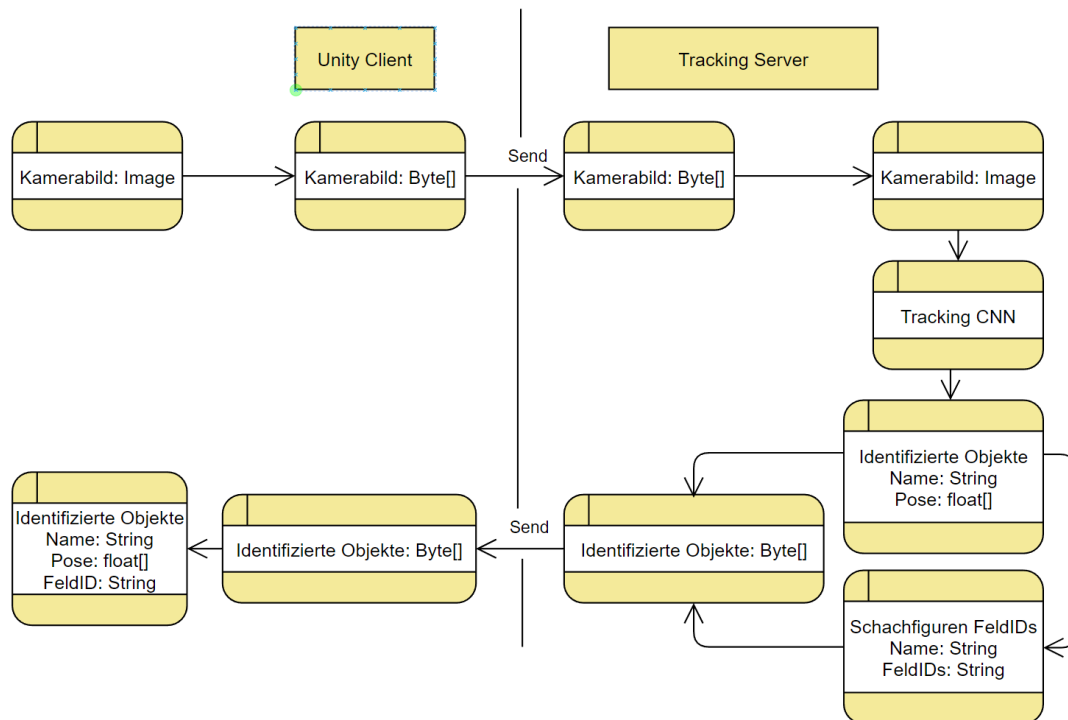 Unity Client
Tracking Server
Kamerabild: Image
Kamerabild: Byte[]
Send
Kamerabild: Byte[]
Kamerabild: Image
Tracking CNN
Identifizierte Objekte
Name: String
Pose: float[]
Identifizierte Objekte
Name: String
Pose: float[]
FeldID: String
Identifizierte Objekte: Byte[]
Send
Identifizierte Objekte: Byte[]
Schachfiguren FeldIDs
Name: String
FeldIDs: String